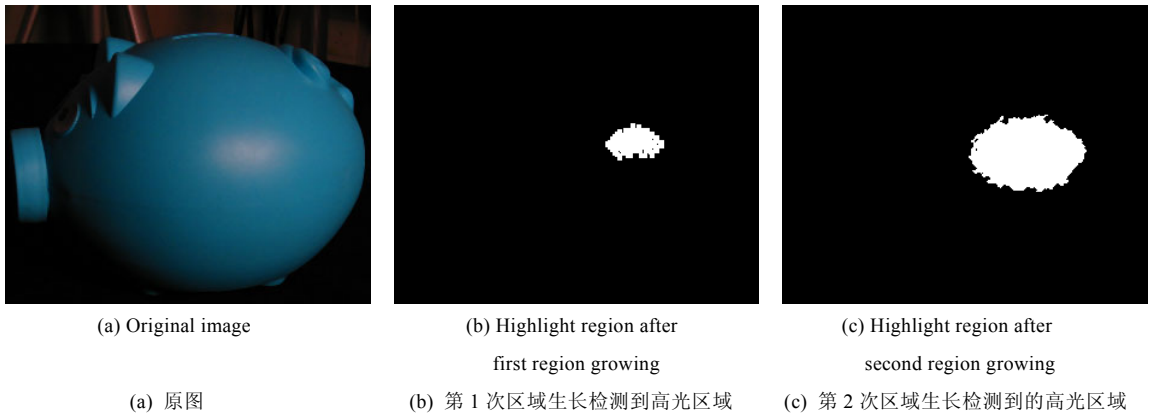 (a) Original image
(b) Highlight region after
first region growing
(c) Highlight region after
second region growing
(a) 原图
(b) 第 1 次区域生长检测到高光区域
(c) 第 2 次区域生长检测到的高光区域